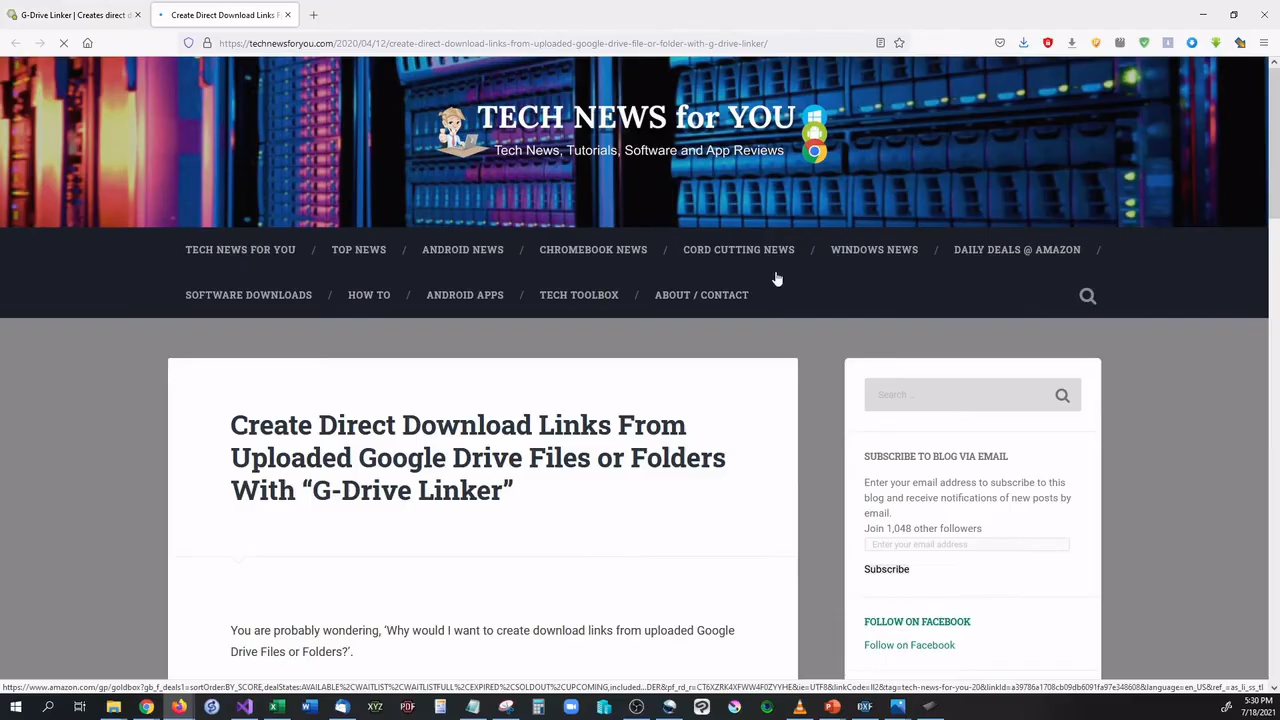 G-Drive Linker | Creates direct d
Create Direct Download Links F
https://technewsforyou.com/2020/04/12/create-direct-download-links-from-uploaded-google-drive-file-or-folder-with-g-drive-linker/
TECH NEWS for YOU
Tech News, Tutorials, Software and App Reviews
TECH NEWS FOR YOU / TOP NEWS / ANDROID NEWS / CHROMEBOOK NEWS / CORD CUTTING NEWS / WINDOWS NEWS / DAILY DEALS @ AMAZON /
SOFTWARE DOWNLOADS / HOW TO / ANDROID APPS / TECH TOOLBOX / ABOUT / CONTACT
Create Direct Download Links From
Uploaded Google Drive Files or Folders
With “G-Drive Linker”
You are probably wondering, ‘Why would I want to create download links from uploaded Google
Drive Files or Folders?’.
Search …
SUBSCRIBE TO BLOG VIA EMAIL
Enter your email address to subscribe to this
blog and receive notifications of new posts by
email.
Join 1,048 other followers
Enter your email address
Subscribe
FOLLOW ON FACEBOOK
Follow on Facebook
XYZ
PDF
DXF
5:30 PM
7/18/2021